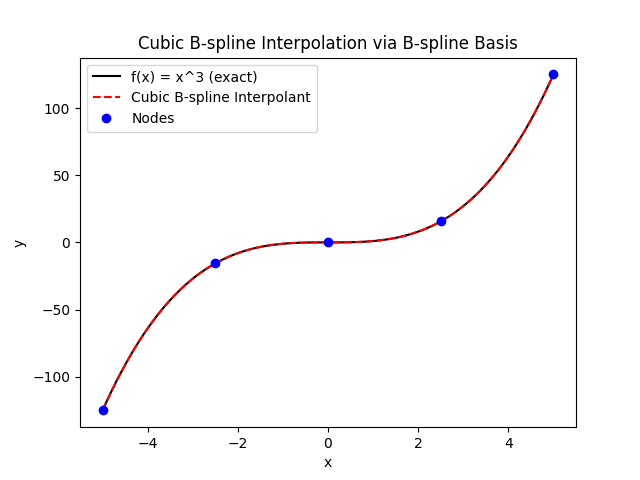 Cubic B-spline Interpolation via B-spline Basis
f(x) = x^3 (exact)
Cubic B-spline Interpolant
Nodes
100
50
0
−50
−100
y
−4
−2
0
2
4
x